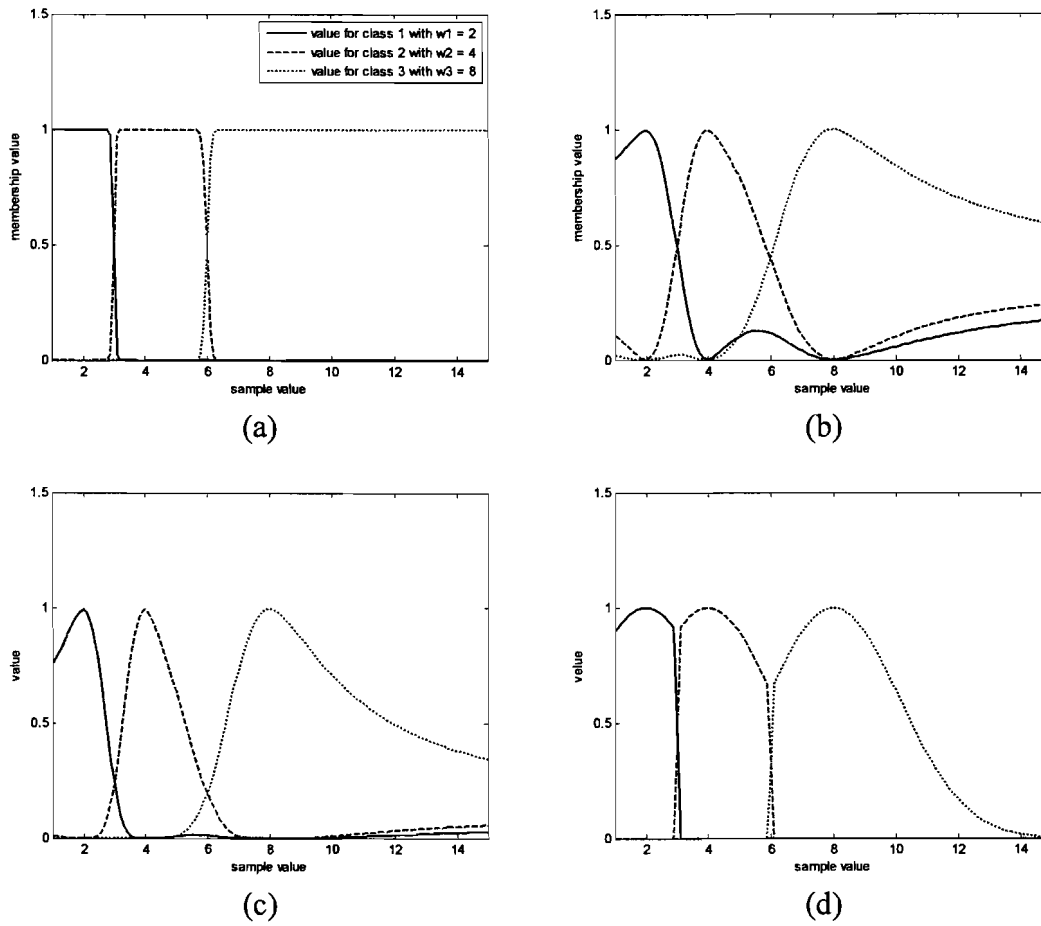 1.5
value for class 1 with w1 = 2
value for class 2 with w2 = 4
value for class 3 with w3 = 8
1
0.5
0
membership value
2 4 6 8 10 12 14
sample value
(a)
1.5
1
0.5
0
membership value
2 4 6 8 10 12 14
sample value
(b)
1.5
1
0.5
0
value
2 4 6 8 10 12 14
sample value
(c)
1.5
1
0.5
0
value
2 4 6 8 10 12 14
sample value
(d)